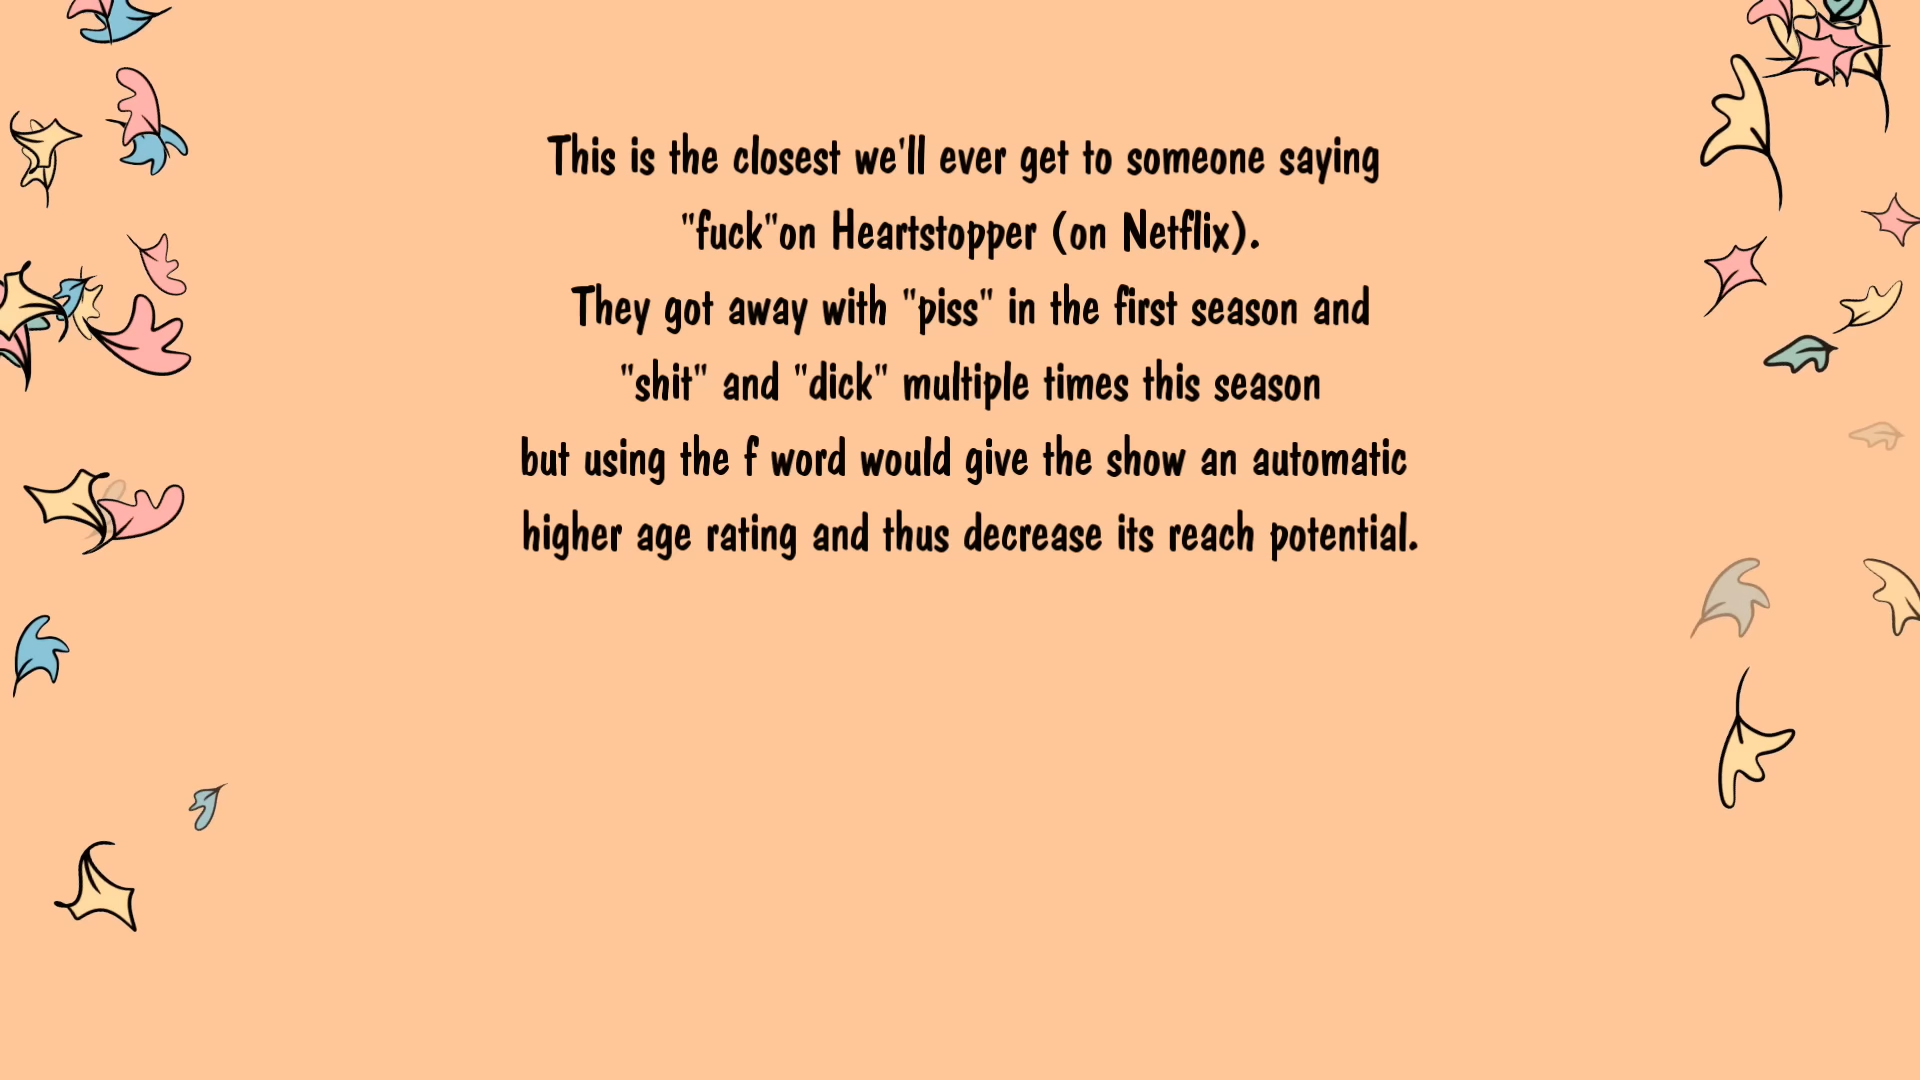 This is the closest we'll ever get to someone saying
"fuck"on Heartstopper (on Netflix).
They got away with "piss" in the first season and
"shit" and "dick" multiple times this season
but using the f word would give the show an automatic
higher age rating and thus decrease its reach potential.